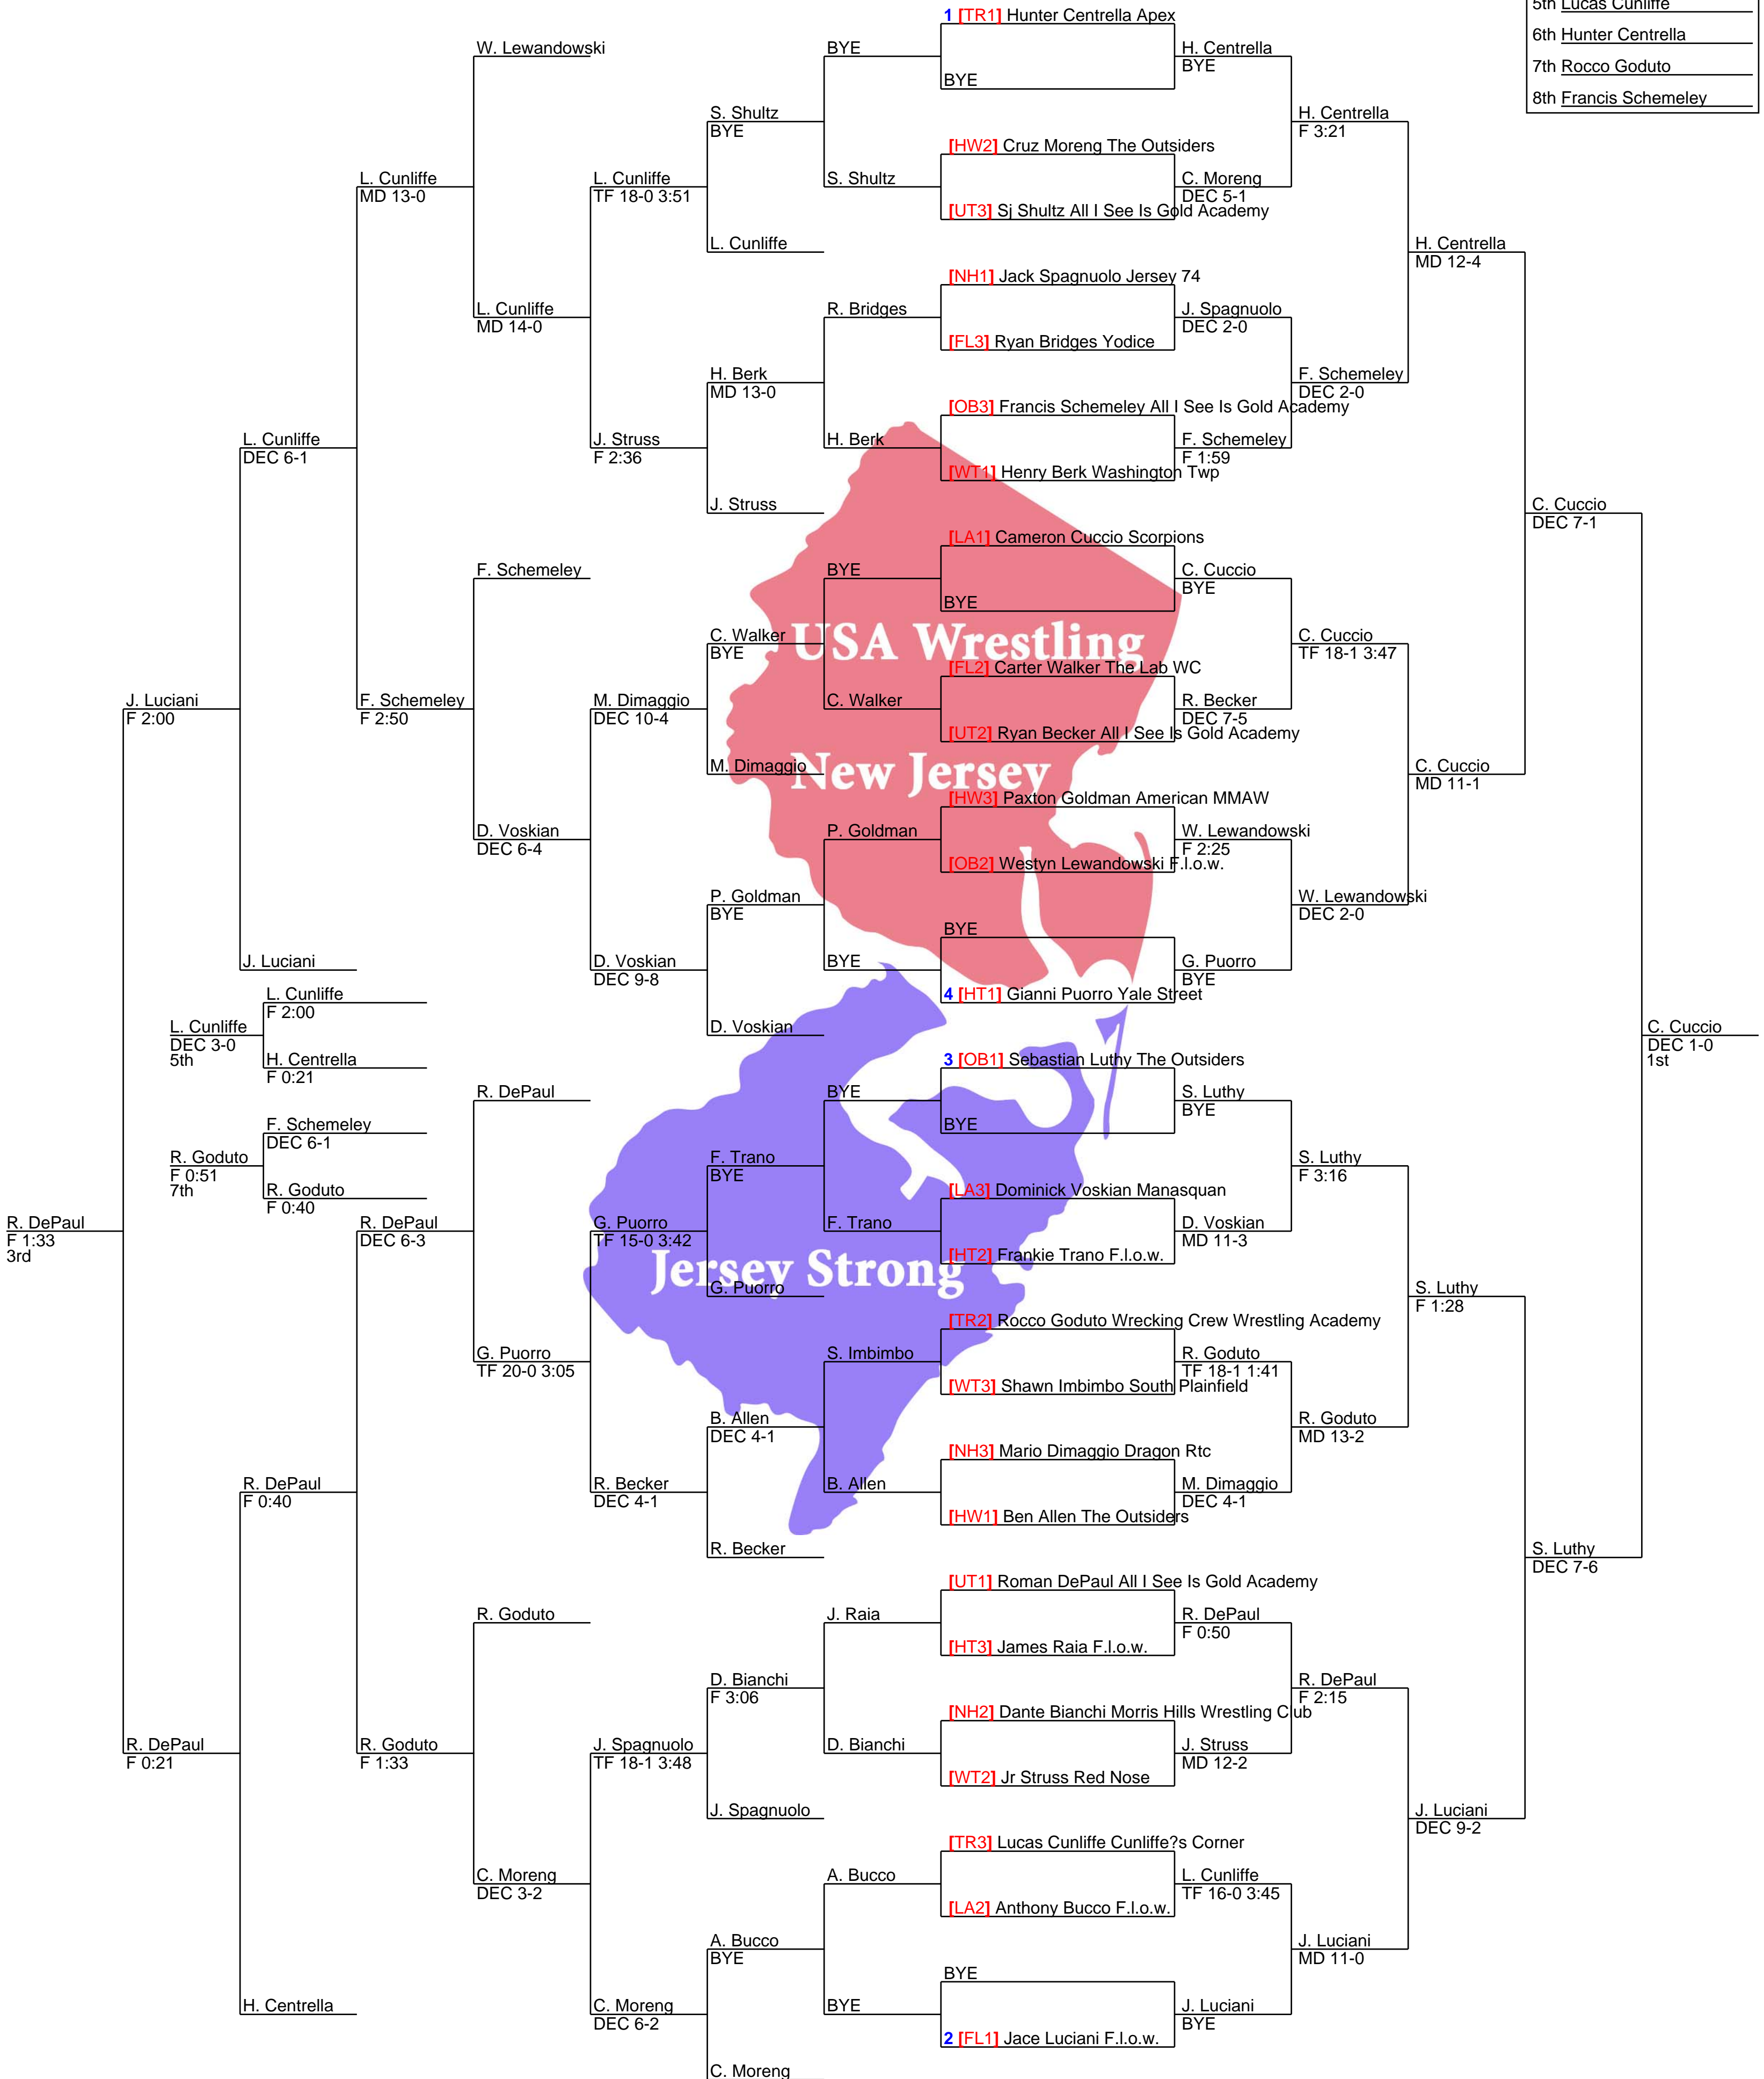 5th Lucas Cunliffe
6th Hunter Centrella
7th Rocco Goduto
8th Francis Schemeley
1 [TR1] Hunter Centrella Apex
BYE
[HW2] Cruz Moreng The Outsiders
[UT3] Sj Shultz All I See Is Gold Academy
[NH1] Jack Spagnuolo Jersey 74
[FL3] Ryan Bridges Yodice
[OB3] Francis Schemeley All I See Is Gold Academy
[WT1] Henry Berk Washington Twp
[LA1] Cameron Cuccio Scorpions
BYE
[FL2] Carter Walker The Lab WC
[UT2] Ryan Becker All I See Is Gold Academy
[HW3] Paxton Goldman American MMAW
[OB2] Westyn Lewandowski F.l.o.w.
BYE
4 [HT1] Gianni Puorro Yale Street
3 [OB1] Sebastian Luthy The Outsiders
BYE
[LA3] Dominick Voskian Manasquan
[HT2] Frankie Trano F.l.o.w.
[TR2] Rocco Goduto Wrecking Crew Wrestling Academy
[WT3] Shawn Imbimbo South Plainfield
[NH3] Mario Dimaggio Dragon Rtc
[HW1] Ben Allen The Outsiders
[UT1] Roman DePaul All I See Is Gold Academy
[HT3] James Raia F.l.o.w.
[NH2] Dante Bianchi Morris Hills Wrestling Club
[WT2] Jr Struss Red Nose
[TR3] Lucas Cunliffe Cunliffe?s Corner
[LA2] Anthony Bucco F.l.o.w.
BYE
2 [FL1] Jace Luciani F.l.o.w.
H. Centrella
BYE
C. Moreng
DEC 5-1
J. Spagnuolo
DEC 2-0
F. Schemeley
F 1:59
C. Cuccio
BYE
R. Becker
DEC 7-5
W. Lewandowski
F 2:25
G. Puorro
BYE
S. Luthy
BYE
D. Voskian
MD 11-3
R. Goduto
TF 18-1 1:41
M. Dimaggio
DEC 4-1
R. DePaul
F 0:50
J. Struss
MD 12-2
L. Cunliffe
TF 16-0 3:45
J. Luciani
BYE
H. Centrella
F 3:21
F. Schemeley
DEC 2-0
C. Cuccio
TF 18-1 3:47
W. Lewandowski
DEC 2-0
S. Luthy
F 3:16
R. Goduto
MD 13-2
R. DePaul
F 2:15
J. Luciani
MD 11-0
H. Centrella
MD 12-4
C. Cuccio
MD 11-1
S. Luthy
F 1:28
J. Luciani
DEC 9-2
C. Cuccio
DEC 7-1
S. Luthy
DEC 7-6
C. Cuccio
DEC 1-0
1st
BYE
S. Shultz
R. Bridges
H. Berk
BYE
C. Walker
P. Goldman
BYE
BYE
F. Trano
S. Imbimbo
B. Allen
J. Raia
D. Bianchi
A. Bucco
BYE
S. Shultz
BYE
L. Cunliffe
H. Berk
MD 13-0
J. Struss
C. Walker
BYE
M. Dimaggio
P. Goldman
BYE
D. Voskian
F. Trano
BYE
G. Puorro
B. Allen
DEC 4-1
R. Becker
D. Bianchi
F 3:06
J. Spagnuolo
A. Bucco
BYE
C. Moreng
L. Cunliffe
TF 18-0 3:51
J. Struss
F 2:36
M. Dimaggio
DEC 10-4
D. Voskian
DEC 9-8
G. Puorro
TF 15-0 3:42
R. Becker
DEC 4-1
J. Spagnuolo
TF 18-1 3:48
C. Moreng
DEC 6-2
W. Lewandowski
L. Cunliffe
MD 14-0
F. Schemeley
D. Voskian
DEC 6-4
R. DePaul
G. Puorro
TF 20-0 3:05
R. Goduto
C. Moreng
DEC 3-2
L. Cunliffe
MD 13-0
F. Schemeley
F 2:50
R. DePaul
DEC 6-3
R. Goduto
F 1:33
L. Cunliffe
DEC 6-1
J. Luciani
R. DePaul
F 0:40
H. Centrella
J. Luciani
F 2:00
R. DePaul
F 0:21
R. DePaul
F 1:33
3rd
L. Cunliffe
F 2:00
H. Centrella
F 0:21
L. Cunliffe
DEC 3-0
5th
F. Schemeley
DEC 6-1
R. Goduto
F 0:40
R. Goduto
F 0:51
7th
USA Wrestling
New Jersey
Jersey Strong